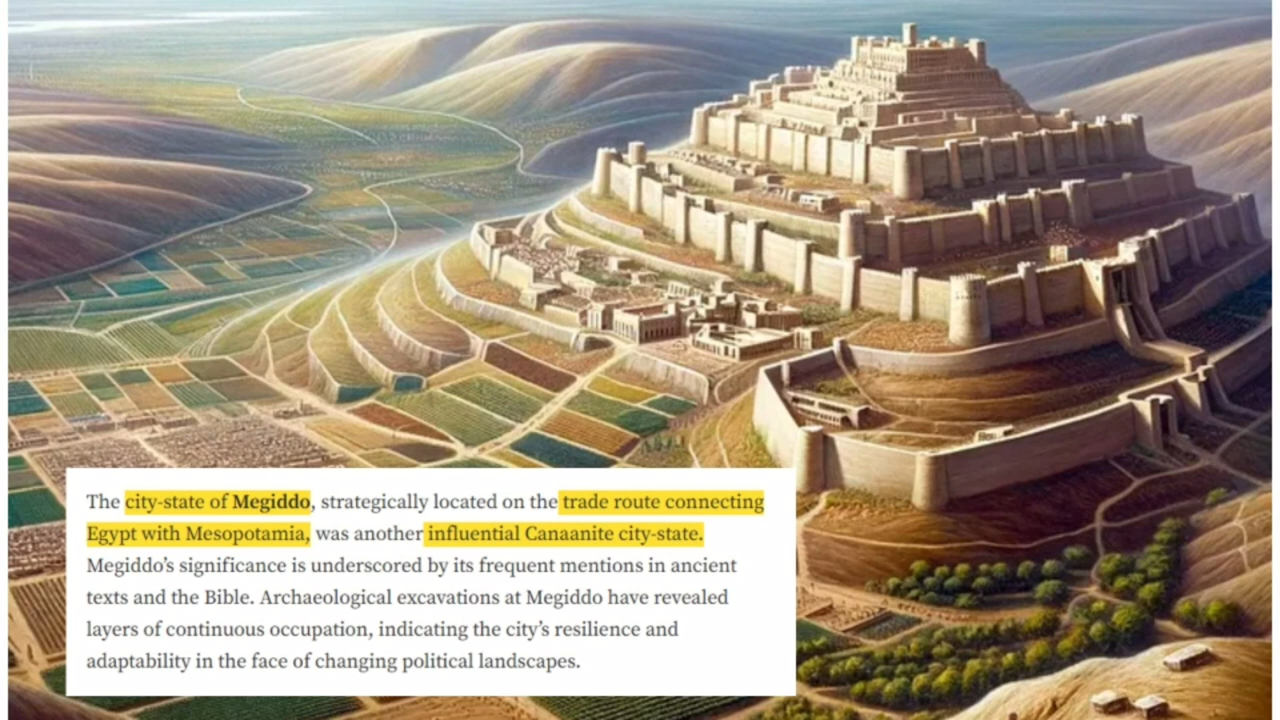 The city-state of Megiddo, strategically located on the trade route connecting
Egypt with Mesopotamia, was another influential Canaanite city-state.
Megiddo’s significance is underscored by its frequent mentions in ancient
texts and the Bible. Archaeological excavations at Megiddo have revealed
layers of continuous occupation, indicating the city’s resilience and
adaptability in the face of changing political landscapes.